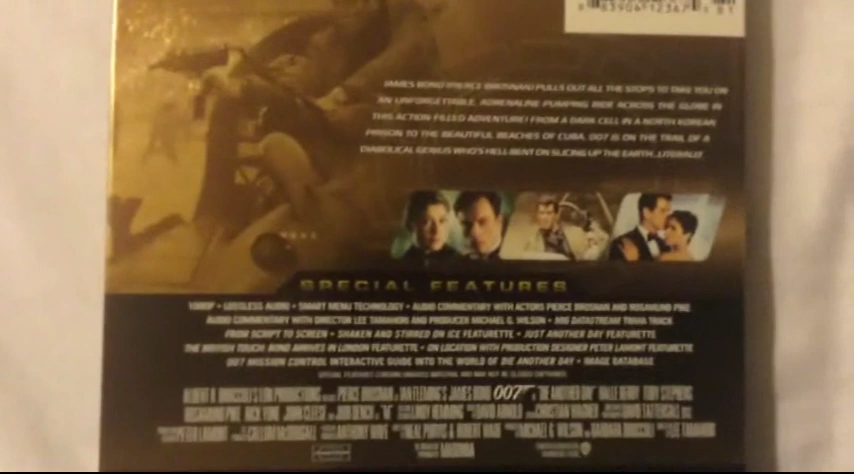 JAMES BOND (PIERCE BROSNAN) PULLS OUT ALL THE STOPS TO TAKE YOU ON
AN UNFORGETTABLE, ADRENALINE-PUMPING RIDE ACROSS THE GLOBE IN
THIS ACTION-FILLED ADVENTURE! FROM A DARK CELL IN A NORTH KOREAN
PRISON TO THE BEAUTIFUL BEACHES OF CUBA, 007 IS ON THE TRAIL OF A
DIABOLICAL GENIUS WHO'S HELL BENT ON SLICING UP THE EARTH...LITERALLY.
SPECIAL FEATURES
1080P • LOSSLESS AUDIO • SMART MENU TECHNOLOGY • AUDIO COMMENTARY WITH ACTORS PIERCE BROSNAN AND ROSAMUND PIKE
AUDIO COMMENTARY WITH DIRECTOR LEE TAMAHORI AND PRODUCER MICHAEL G. WILSON • MI6 DATASTREAM TRIVIA TRACK
FROM SCRIPT TO SCREEN • SHAKEN AND STIRRED ON ICE FEATURETTE • JUST ANOTHER DAY FEATURETTE
THE BRITISH TOUCH: BOND ARRIVES IN LONDON FEATURETTE • ON LOCATION WITH PRODUCTION DESIGNER PETER LAMONT FEATURETTE
007 MISSION CONTROL INTERACTIVE GUIDE INTO THE WORLD OF DIE ANOTHER DAY • IMAGE DATABASE
PIERCE BROSNAN IAN FLEMING'S JAMES BOND 007 "DIE ANOTHER DAY" HALLE BERRY TOBY STEPHENS
PETER LAMONT ANTHONY WAYE NEAL PURVIS & ROBERT WADE MICHAEL G. WILSON BARBARA BROCCOLI LEE TAMAHORI